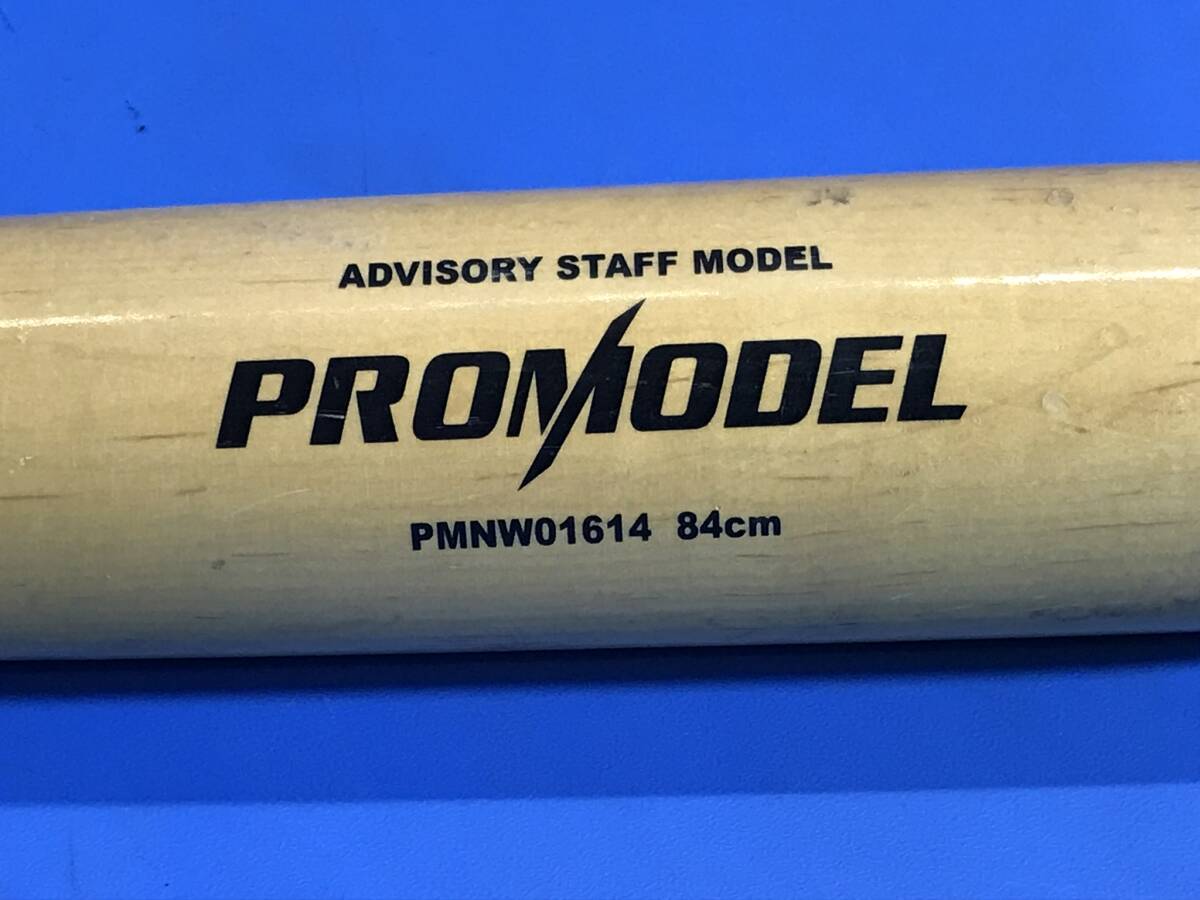 ADVISORY STAFF MODEL
PROMODEL
PMNW01614 84cm